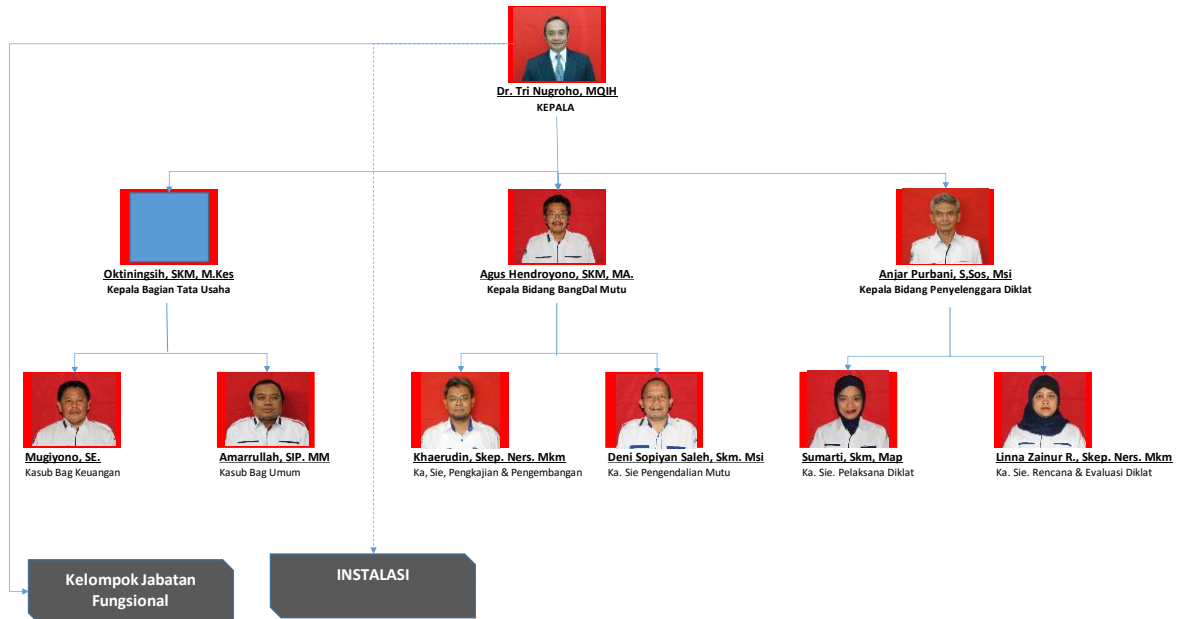 Dr. Tri Nugroho, MQIH
KEPALA
Oktiningsih, SKM, M.Kes
Kepala Bagian Tata Usaha
Agus Hendroyono, SKM, MA.
Kepala Bidang BangDal Mutu
Anjar Purbani, S,Sos, Msi
Kepala Bidang Penyelenggara Diklat
Mugiyono, SE.
Kasub Bag Keuangan
Amarrullah, SIP. MM
Kasub Bag Umum
Khaerudin, Skep. Ners. Mkm
Ka, Sie, Pengkajian & Pengembangan
Deni Sopiyan Saleh, Skm. Msi
Ka. Sie Pengendalian Mutu
Sumarti, Skm, Map
Ka. Sie. Pelaksana Diklat
Linna Zainur R., Skep. Ners. Mkm
Ka. Sie. Rencana & Evaluasi Diklat
Kelompok Jabatan
Fungsional
INSTALASI